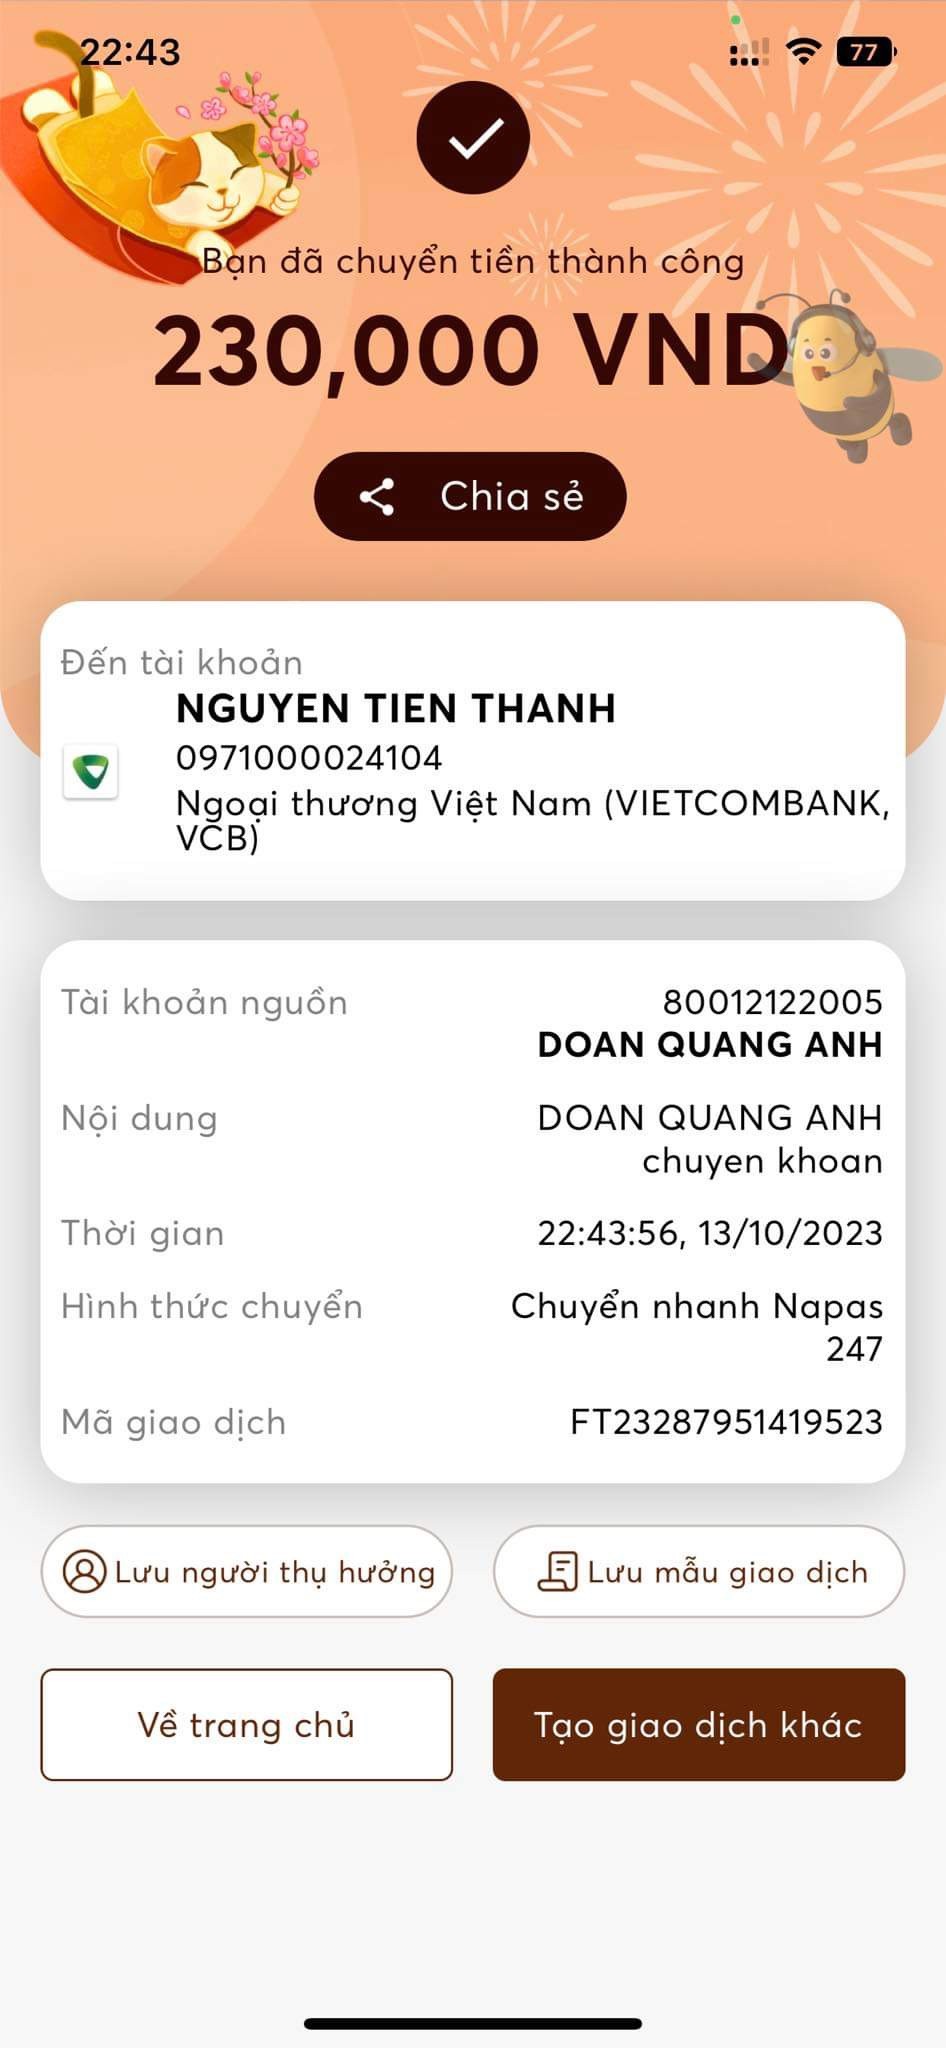 22:43
77
Bạn đã chuyển tiền thành công
230,000 VND
Chia sẻ
Đến tài khoản
NGUYEN TIEN THANH
0971000024104
Ngoại thương Việt Nam (VIETCOMBANK,
VCB)
Tài khoản nguồn
80012122005
DOAN QUANG ANH
Nội dung
DOAN QUANG ANH
chuyen khoan
Thời gian
22:43:56, 13/10/2023
Hình thức chuyển
Chuyển nhanh Napas
247
Mã giao dịch
FT23287951419523
Lưu người thụ hưởng
Lưu mẫu giao dịch
Về trang chủ
Tạo giao dịch khác